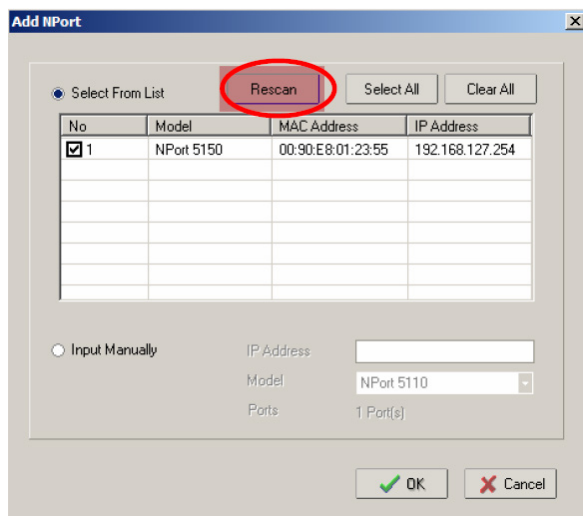 Add NPort
Select From List Rescan Select All Clear All
No Model MAC Address IP Address
1 NPort 5150 00:90:E8:01:23:55 192.168.127.254
Input Manually IP Address
Model NPort 5110
Ports 1 Port(s)
OK Cancel